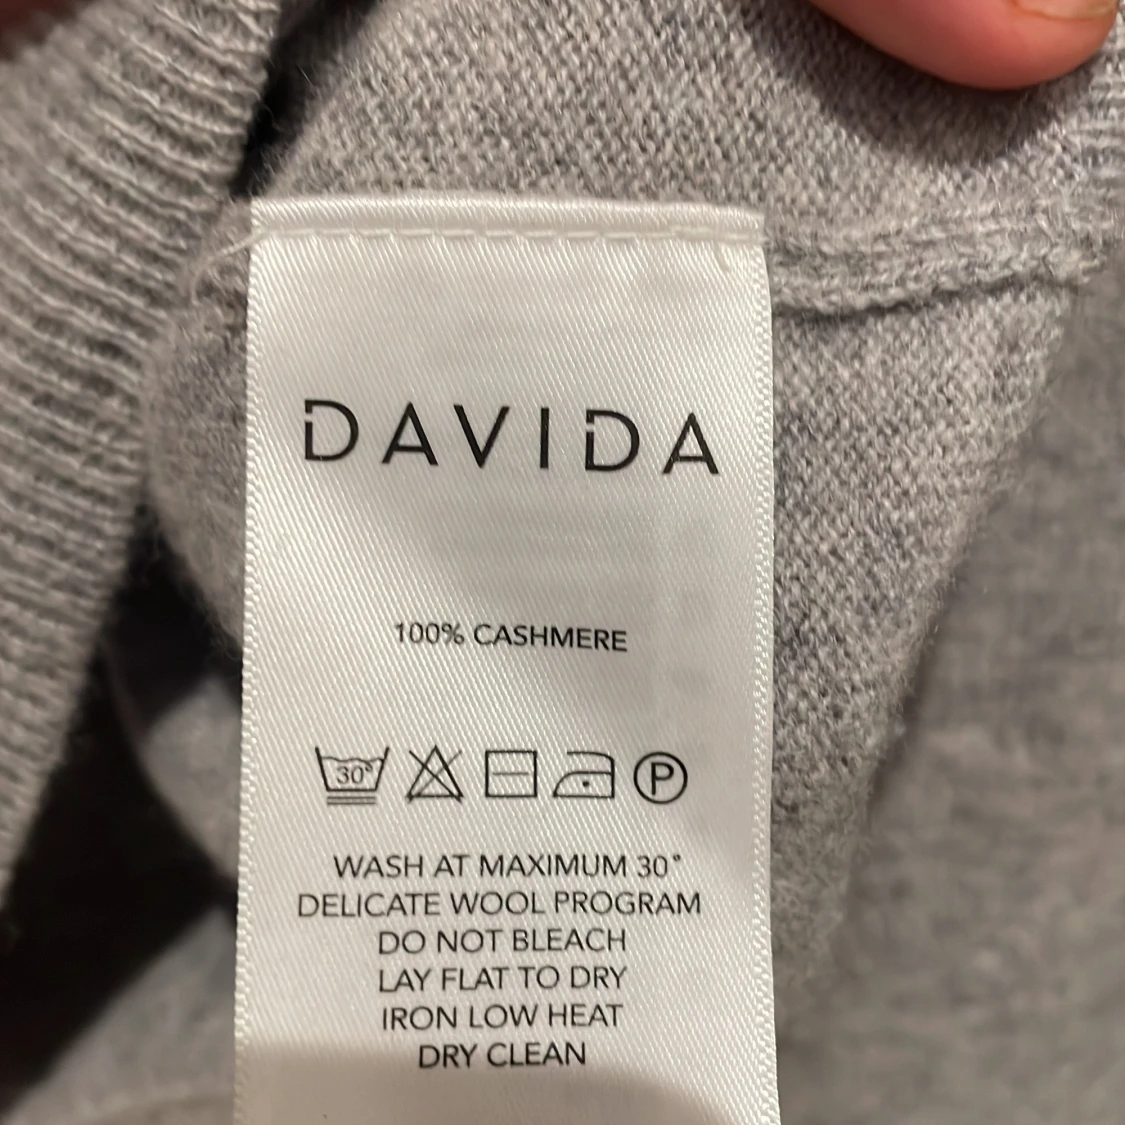 DAVIDA
100% CASHMERE
30°
P
WASH AT MAXIMUM 30°
DELICATE WOOL PROGRAM
DO NOT BLEACH
LAY FLAT TO DRY
IRON LOW HEAT
DRY CLEAN